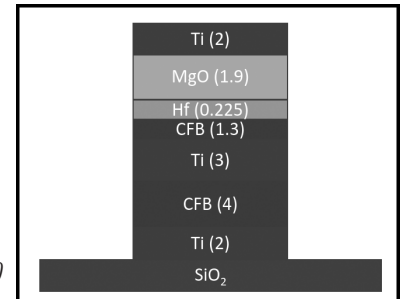 Ti (2)
MgO (1.9)
Hf (0.225)
CFB (1.3)
Ti (3)
CFB (4)
Ti (2)
SiO₂